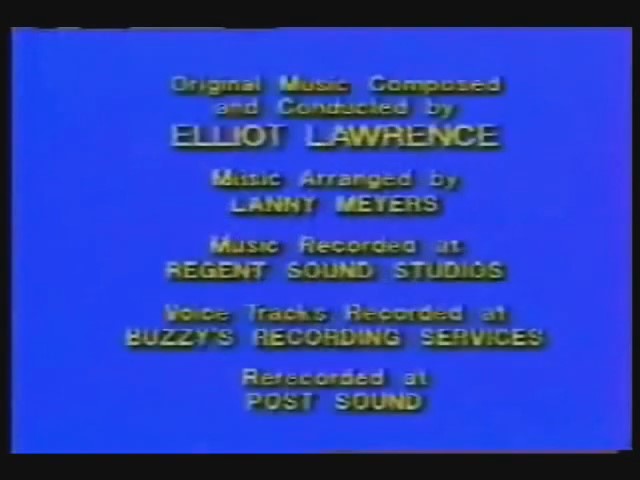 Original Music Composed
and Conducted by
ELLIOT LAWRENCE
Music Arranged by
LANNY MEYERS
Music Recorded at
REGENT SOUND STUDIOS
Voice Tracks Recorded at
BUZZY'S RECORDING SERVICES
Rerecorded at
POST SOUND